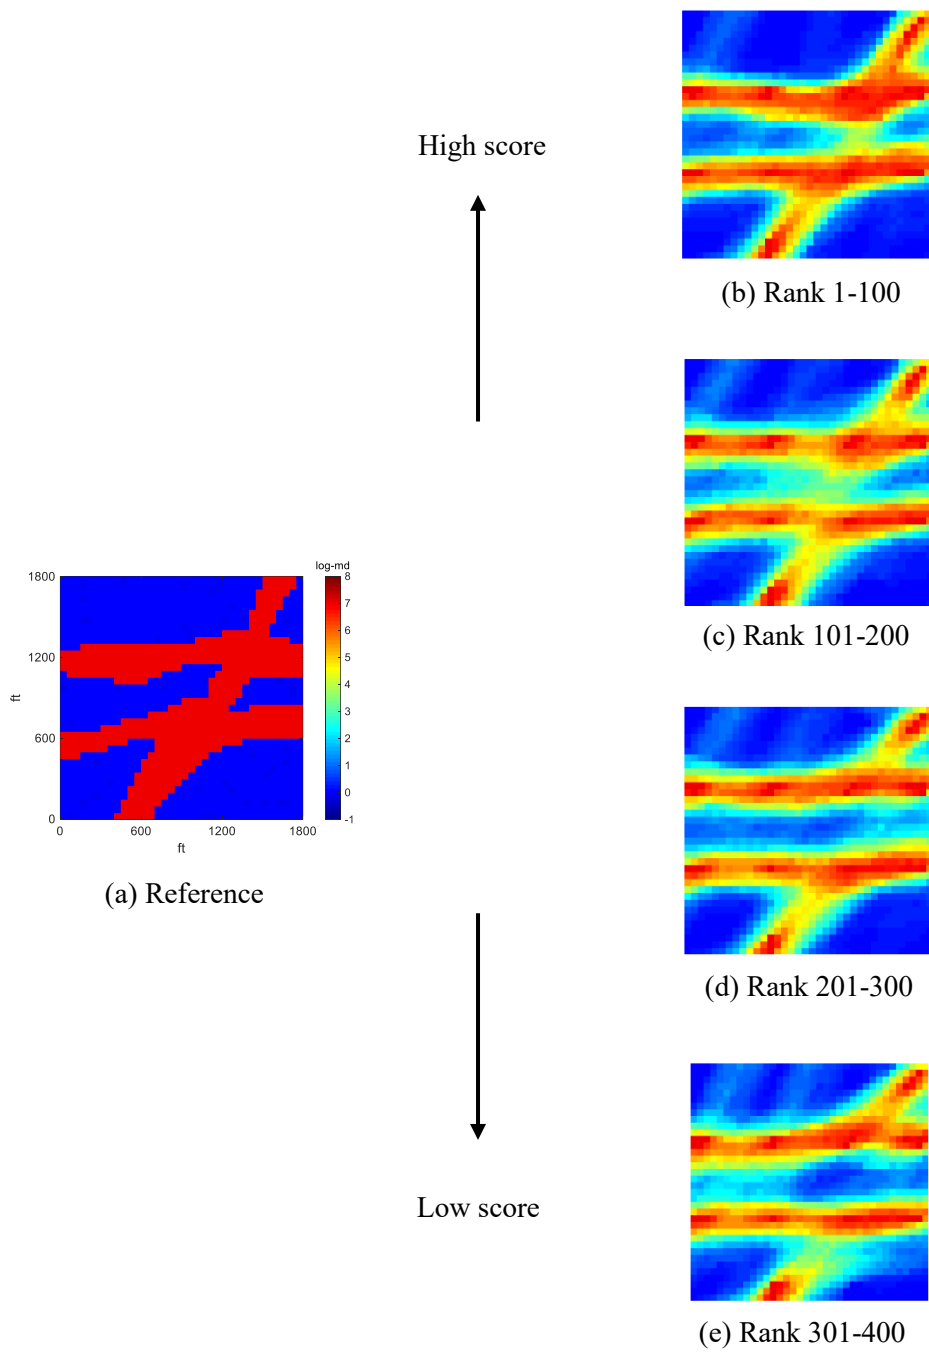 High score
(b) Rank 1-100
(c) Rank 101-200
log-md
1800
1200
600
0
ft
0
600
1200
1800
ft
8
7
6
5
4
3
2
1
0
-1
(a) Reference
(d) Rank 201-300
Low score
(e) Rank 301-400